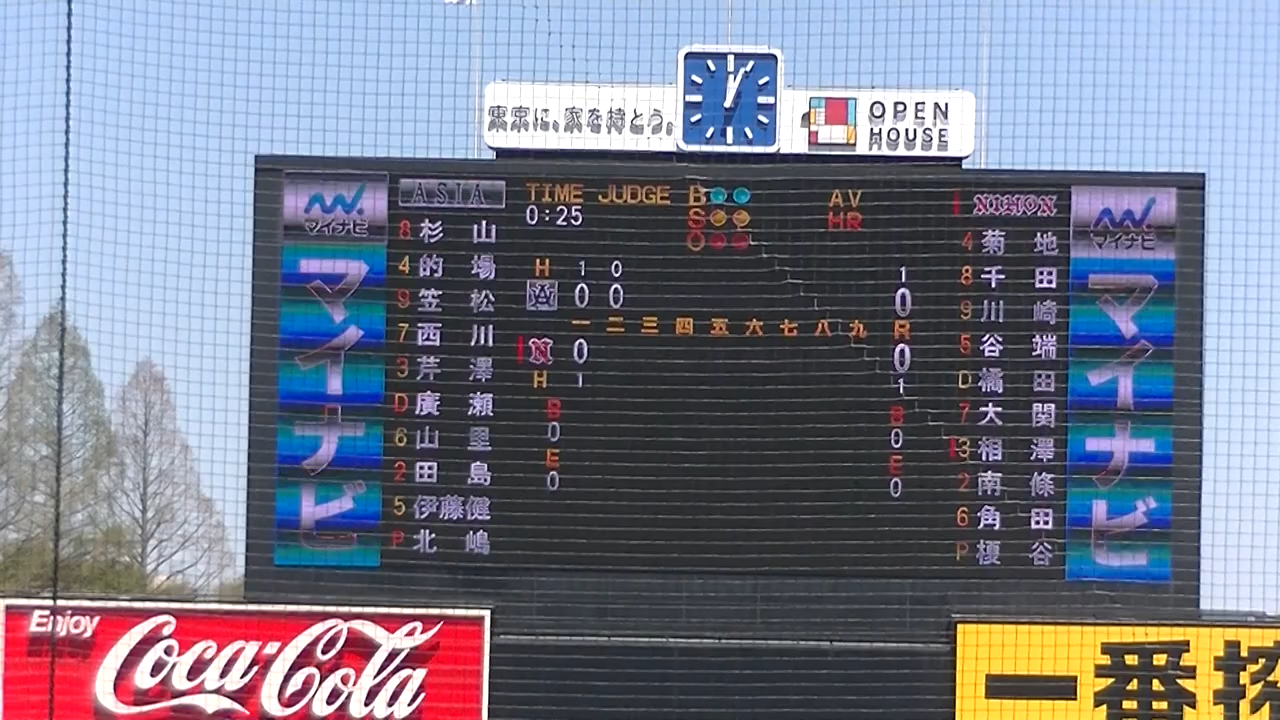 東京に、家を持とう。
OPEN
HOUSE
マイナビ
マイナビ
ASIA
8 杉山
4 的場
9 笠松
7 西川
3 芹澤
D 廣瀬
6 山里
2 田島
5 伊藤健
P 北嶋
TIME JUDGE
0:25
B
S
O
AV
HR
H 1 0 1
0 0 0
一 二 三 四 五 六 七 八 九 R
N 0 0
H 1 1
B B
0 0
E E
0 0
NIHON
4 菊地
8 千田
9 川崎
5 谷端
D 橘田
7 大関
3 相澤
2 南條
6 角田
P 榎谷
マイナビ
マイナビ
Enjoy
Coca-Cola
一番搾